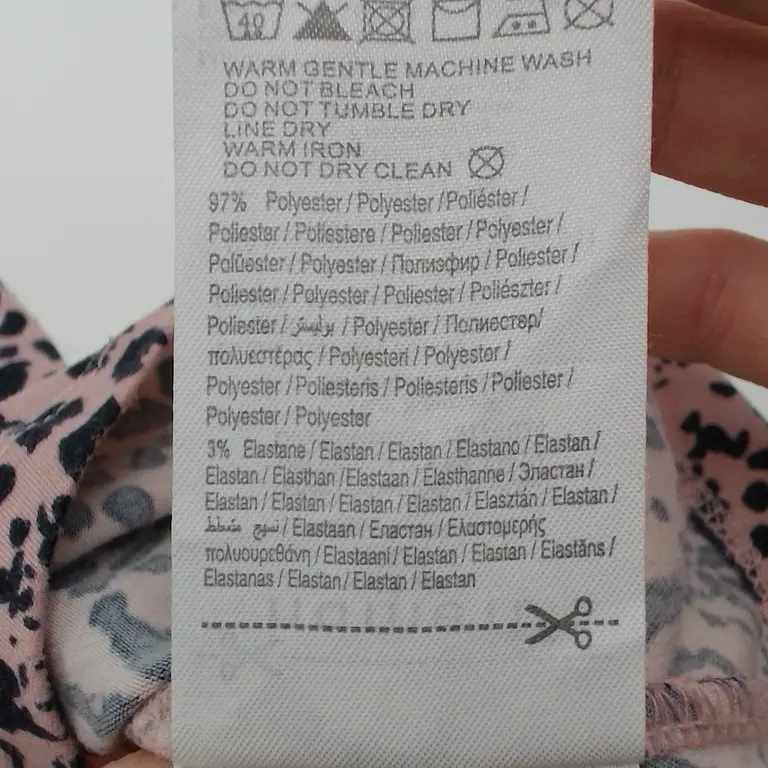 40
WARM GENTLE MACHINE WASH
DO NOT BLEACH
DO NOT TUMBLE DRY
LINE DRY
WARM IRON
DO NOT DRY CLEAN
97% Polyester / Polyester / Poliéster /
Poliester / Poliestere / Poliester / Polyester /
Polüester / Polyester / Полиэфир / Poliester /
Poliester / Polyester / Poliester / Poliészter /
Poliester / بوليستر / Polyester / Полиестер/
πολυεστέρας / Polyesteri / Polyester /
Polyester / Poliesteris / Poliesteris / Poliester /
Polyester / Polyester
3% Elastane / Elastan / Elastan / Elastano / Elastan /
Elastan / Elasthan / Elastaan / Elasthanne / Эластан /
Elastan / Elastan / Elastan / Elastan / Elasztán / Elastan /
نسيج مطط / Elastaan / Еластан / Ελαστομερής
πολυουρεθάνη / Elastaani / Elastan / Elastan / Elastāns /
Elastanas / Elastan / Elastan / Elastan